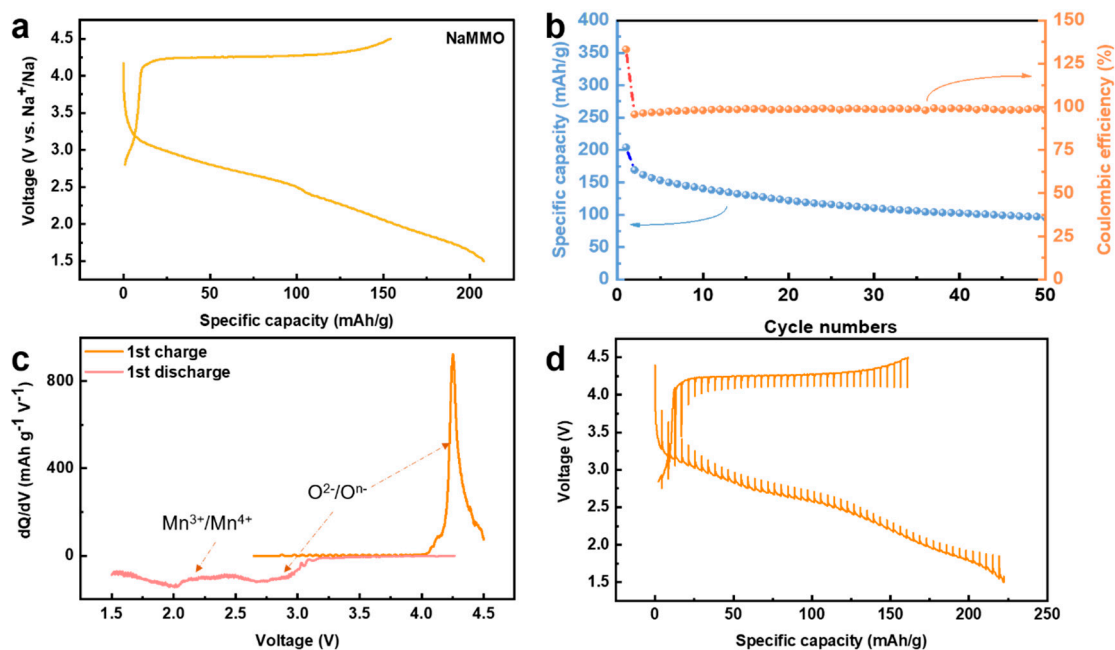 a
NaMMO
Voltage (V vs. Na⁺/Na)
4.5
4.0
3.5
3.0
2.5
2.0
1.5
0 50 100 150 200
Specific capacity (mAh/g)
b
Specific capacity (mAh/g)
400
350
300
250
200
150
100
50
0
150
125
100
75
50
25
0
Coulombic efficiency (%)
0 10 20 30 40 50
Cycle numbers
c
1st charge
1st discharge
dQ/dV (mAh g⁻¹ V⁻¹)
800
400
0
O²⁻/Oⁿ⁻
Mn³⁺/Mn⁴⁺
1.5 2.0 2.5 3.0 3.5 4.0 4.5
Voltage (V)
d
Voltage (V)
4.5
4.0
3.5
3.0
2.5
2.0
1.5
0 50 100 150 200 250
Specific capacity (mAh/g)